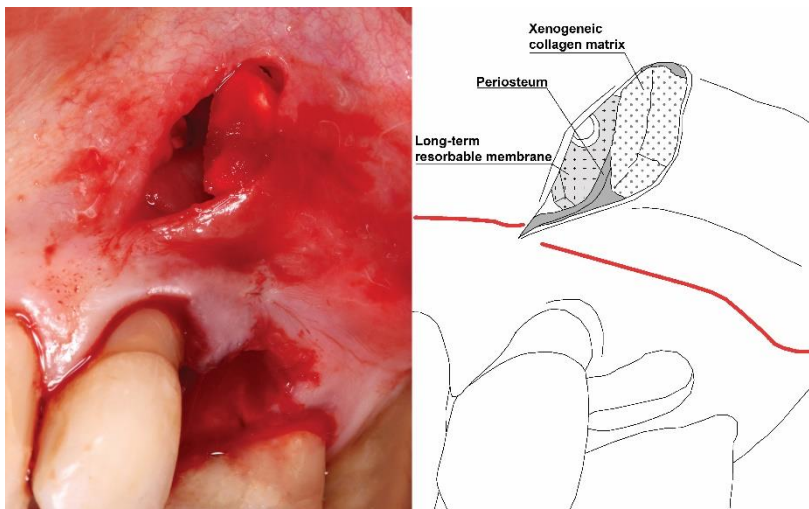 Xenogeneic
collagen matrix
Periosteum
Long-term
resorbable membrane